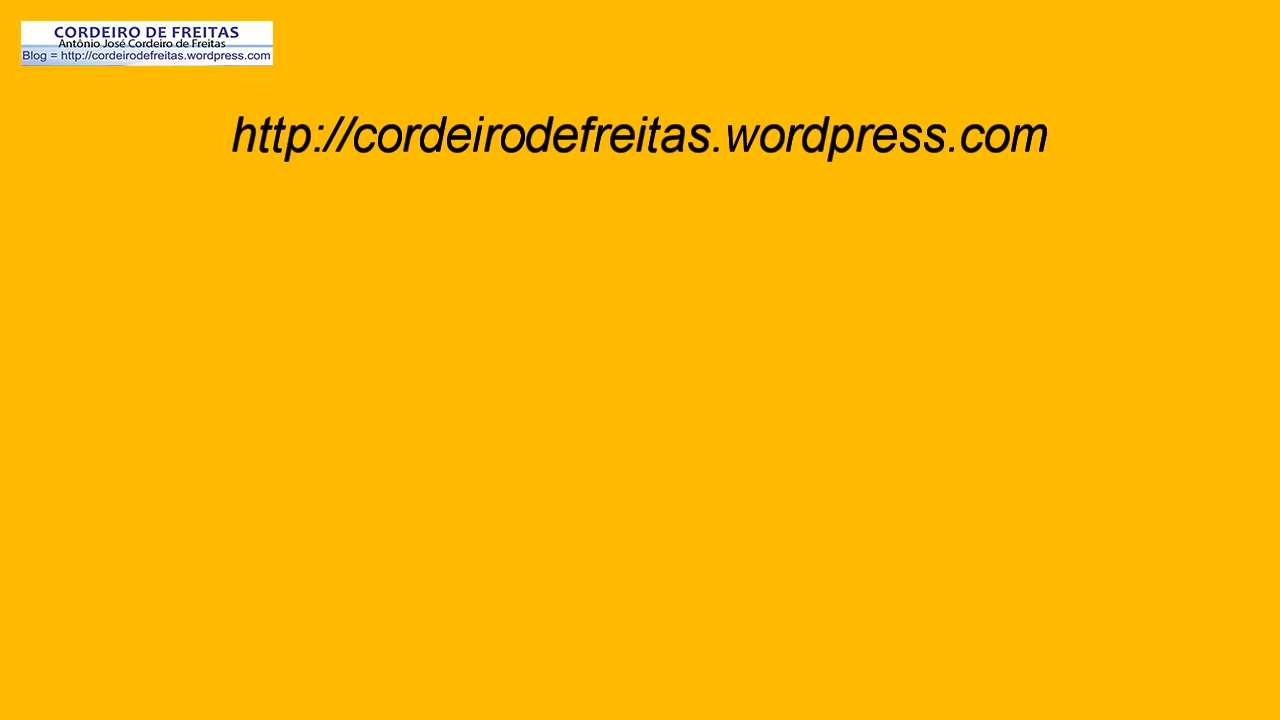 CORDEIRO DE FREITAS
Antônio José Cordeiro de Freitas
Blog = http://cordeirodefreitas.wordpress.com
http://cordeirodefreitas.wordpress.com